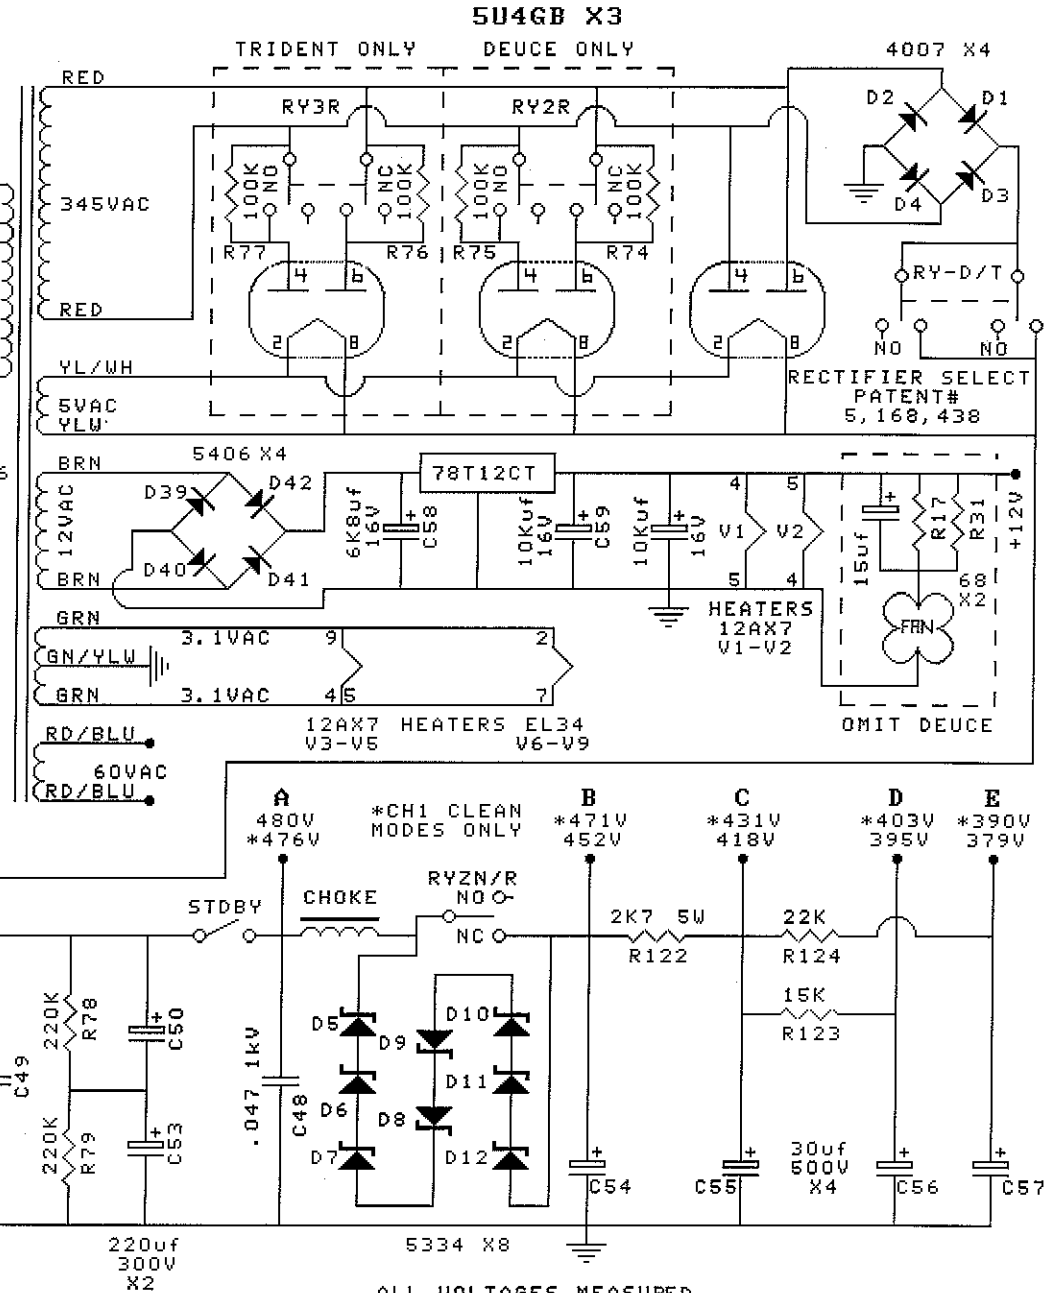 5U4GB X3
TRIDENT ONLY
DEUCE ONLY
4007 X4
RED
RY3R
RY2R
D2
D1
345VAC
100K
NO
NC
100K
100K
NO
NC
100K
D4
D3
R77
R76
R75
R74
RY-D/T
4
6
4
6
4
6
RED
2
8
2
8
2
8
NO
NO
YL/WH
RECTIFIER SELECT
PATENT#
5,168,438
5VAC
YLW
5406 X4
BRN
78T12CT
12VAC
D39
D42
6K8uf
16V
C58
10Kuf
16V
C59
10Kuf
16V
4
5
V1
V2
15uf
R17
R31
+12V
D40
D41
BRN
5
4
68
X2
HEATERS
12AX7
V1-V2
FAN
GRN
3.1VAC
9
2
GN/YLW
GRN
3.1VAC
4
5
7
12AX7 HEATERS EL34
V3-V5
V6-V9
OMIT DEUCE
RD/BLU
60VAC
RD/BLU
A
480V
*476V
*CH1 CLEAN
MODES ONLY
B
*471V
452V
C
*431V
418V
D
*403V
395V
E
*390V
379V
STDBY
CHOKE
RYZN/R
NO
NC
2K7 5W
R122
22K
R124
15K
R123
220K
R78
C50
D5
D9
D10
C49
.047 1kV
C48
D6
D8
D11
220K
R79
C53
D7
D12
C54
C55
30uf
500V
X4
C56
C57
220uf
300V
X2
5334 X8
ALL VOLTAGES MEASURED